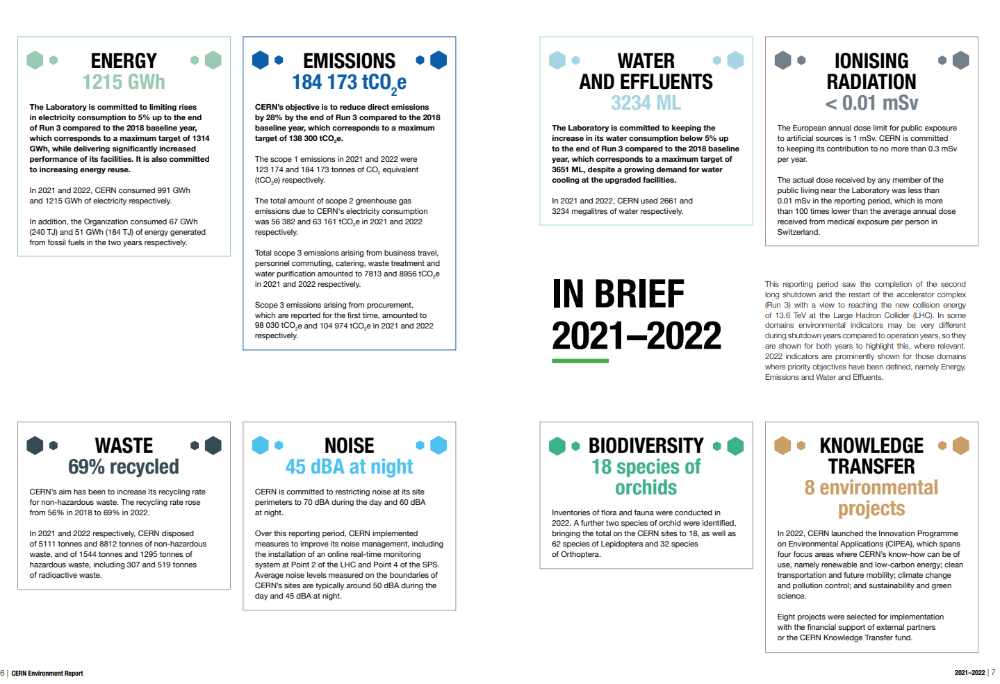 ENERGY
1215 GWh
The Laboratory is committed to limiting rises
in electricity consumption to 5% up to the end
of Run 3 compared to the 2018 baseline year,
which corresponds to a maximum target of 1314
GWh, while delivering significantly increased
performance of its facilities. It is also committed
to increasing energy reuse.
In 2021 and 2022, CERN consumed 991 GWh
and 1215 GWh of electricity respectively.
In addition, the Organization consumed 67 GWh
(240 TJ) and 51 GWh (184 TJ) of energy generated
from fossil fuels in the two years respectively.
EMISSIONS
184 173 tCO₂e
CERN's objective is to reduce direct emissions
by 28% by the end of Run 3 compared to the 2018
baseline year, which corresponds to a maximum
target of 138 300 tCO₂e.
The scope 1 emissions in 2021 and 2022 were
123 174 and 184 173 tonnes of CO₂ equivalent
(tCO₂e) respectively.
The total amount of scope 2 greenhouse gas
emissions due to CERN's electricity consumption
was 56 382 and 63 161 tCO₂e in 2021 and 2022
respectively.
Total scope 3 emissions arising from business travel,
personnel commuting, catering, waste treatment and
water purification amounted to 7813 and 8956 tCO₂e
in 2021 and 2022 respectively.
Scope 3 emissions arising from procurement,
which are reported for the first time, amounted to
98 030 tCO₂e and 104 974 tCO₂e in 2021 and 2022
respectively.
WATER
AND EFFLUENTS
3234 ML
The Laboratory is committed to keeping the
increase in its water consumption below 5% up
to the end of Run 3 compared to the 2018 baseline
year, which corresponds to a maximum target of
3651 ML, despite a growing demand for water
cooling at the upgraded facilities.
In 2021 and 2022, CERN used 2661 and
3234 megalitres of water respectively.
IONISING
RADIATION
< 0.01 mSv
The European annual dose limit for public exposure
to artificial sources is 1 mSv. CERN is committed
to keeping its contribution to no more than 0.3 mSv
per year.
The actual dose received by any member of the
public living near the Laboratory was less than
0.01 mSv in the reporting period, which is more
than 100 times lower than the average annual dose
received from medical exposure per person in
Switzerland.
IN BRIEF
2021–2022
This reporting period saw the completion of the second
long shutdown and the restart of the accelerator complex
(Run 3) with a view to reaching the new collision energy
of 13.6 TeV at the Large Hadron Collider (LHC). In some
domains environmental indicators may be very different
during shutdown years compared to operation years, so they
are shown for both years to highlight this, where relevant.
2022 indicators are prominently shown for those domains
where priority objectives have been defined, namely Energy,
Emissions and Water and Effluents.
WASTE
69% recycled
CERN's aim has been to increase its recycling rate
for non-hazardous waste. The recycling rate rose
from 56% in 2018 to 69% in 2022.
In 2021 and 2022 respectively, CERN disposed
of 5111 tonnes and 8812 tonnes of non-hazardous
waste, and of 1544 tonnes and 1295 tonnes of
hazardous waste, including 307 and 519 tonnes
of radioactive waste.
NOISE
45 dBA at night
CERN is committed to restricting noise at its site
perimeters to 70 dBA during the day and 60 dBA
at night.
Over this reporting period, CERN implemented
measures to improve its noise management, including
the installation of an online real-time monitoring
system at Point 2 of the LHC and Point 4 of the SPS.
Average noise levels measured on the boundaries of
CERN's sites are typically around 50 dBA during the
day and 45 dBA at night.
BIODIVERSITY
18 species of
orchids
Inventories of flora and fauna were conducted in
2022. A further two species of orchid were identified,
bringing the total on the CERN sites to 18, as well as
62 species of Lepidoptera and 32 species
of Orthoptera.
KNOWLEDGE
TRANSFER
8 environmental
projects
In 2022, CERN launched the Innovation Programme
on Environmental Applications (CIPEA), which spans
four focus areas where CERN's know-how can be of
use, namely renewable and low-carbon energy; clean
transportation and future mobility; climate change
and pollution control; and sustainability and green
science.
Eight projects were selected for implementation
with the financial support of external partners
or the CERN Knowledge Transfer fund.
6 | CERN Environment Report
2021–2022 | 7